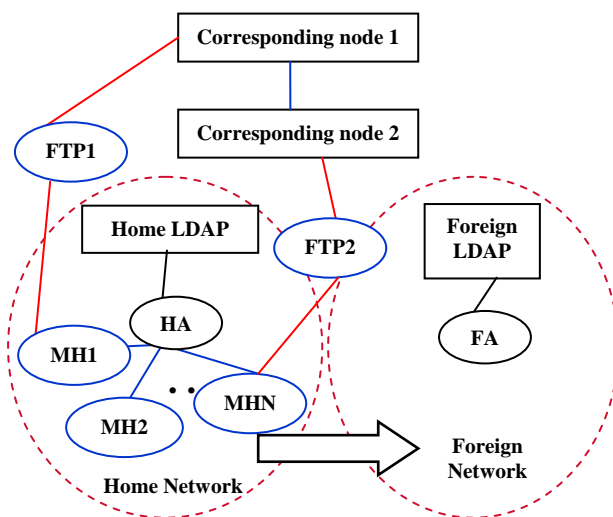 Corresponding node 1
Corresponding node 2
FTP1
Home LDAP
Foreign
LDAP
FTP2
HA
FA
MH1
. .
MHN
MH2
Foreign
Network
Home Network